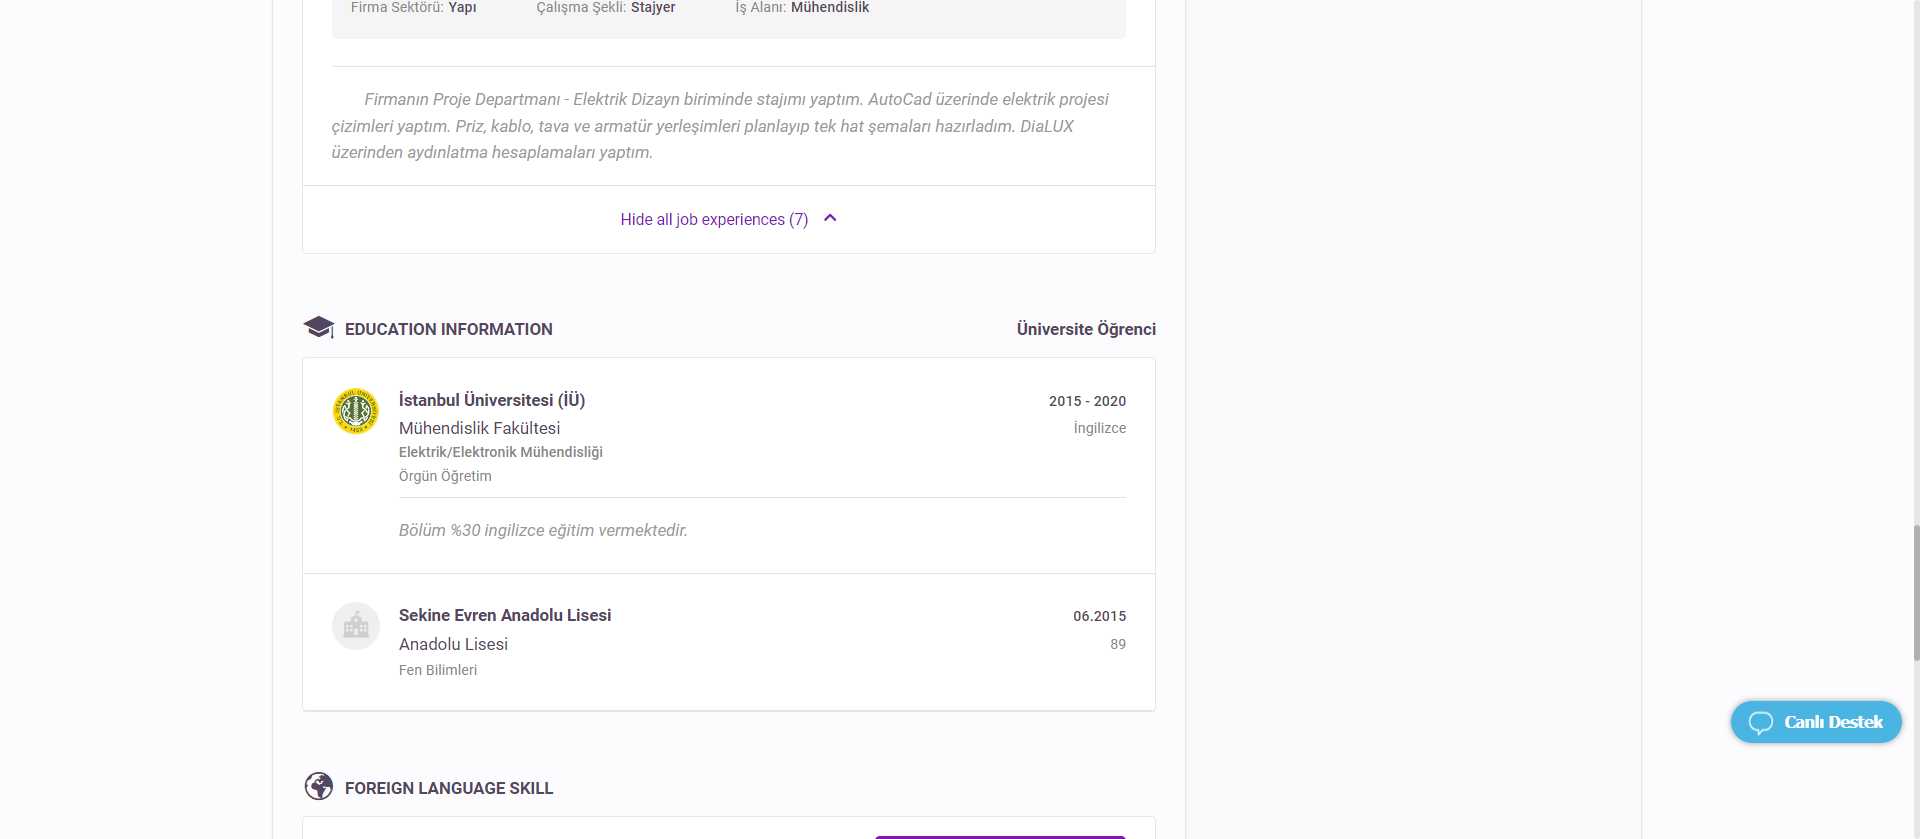 Firma Sektörü: Yapı Çalışma Şekli: Stajyer İş Alanı: Mühendislik
Firmanın Proje Departmanı - Elektrik Dizayn biriminde stajımı yaptım. AutoCad üzerinde elektrik projesi
çizimleri yaptım. Priz, kablo, tava ve armatür yerleşimleri planlayıp tek hat şemaları hazırladım. DiaLUX
üzerinden aydınlatma hesaplamaları yaptım.
Hide all job experiences (7)
EDUCATION INFORMATION Üniversite Öğrenci
İstanbul Üniversitesi (İÜ) 2015 - 2020
Mühendislik Fakültesi İngilizce
Elektrik/Elektronik Mühendisliği
Örgün Öğretim
Bölüm %30 ingilizce eğitim vermektedir.
Sekine Evren Anadolu Lisesi 06.2015
Anadolu Lisesi 89
Fen Bilimleri
Canlı Destek
FOREIGN LANGUAGE SKILL